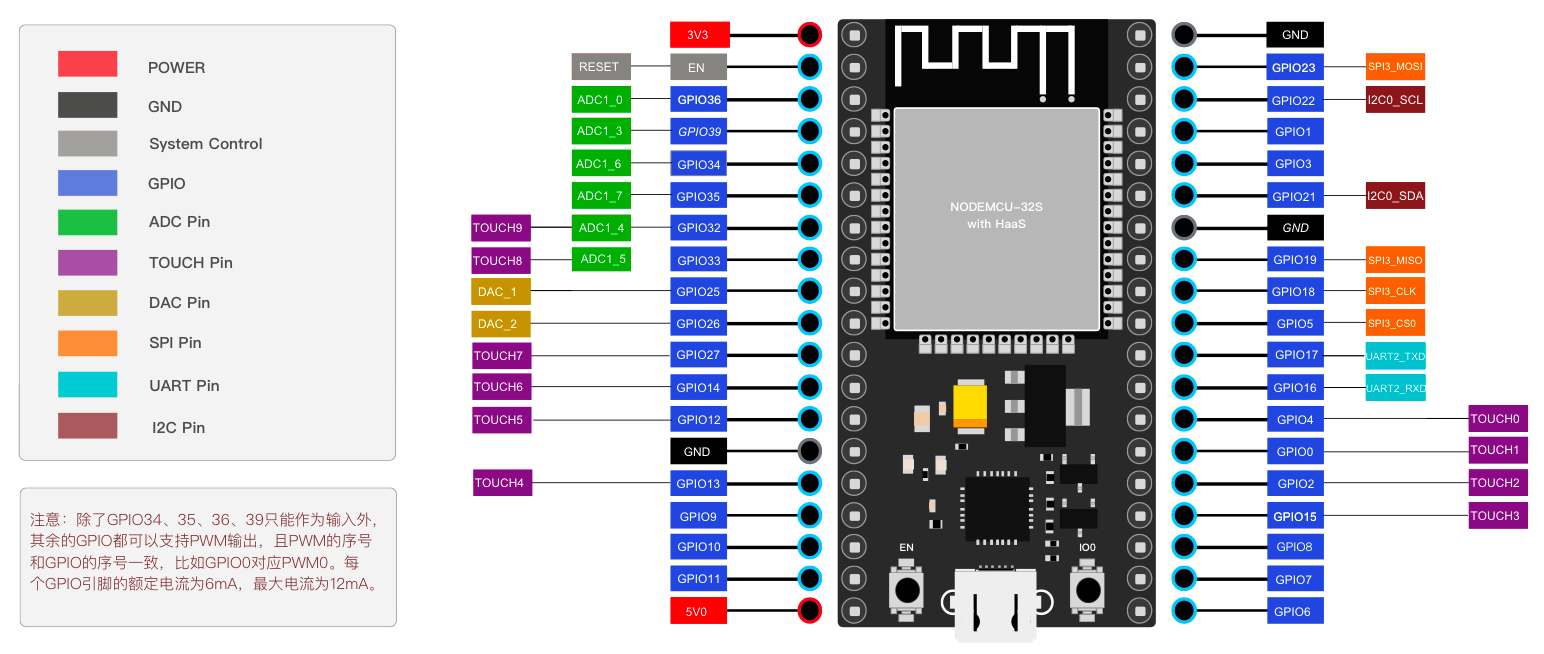 POWER
GND
System Control
GPIO
ADC Pin
TOUCH Pin
DAC Pin
SPI Pin
UART Pin
I2C Pin
注意：除了GPIO34、35、36、39只能作为输入外，
其余的GPIO都可以支持PWM输出，且PWM的序号
和GPIO的序号一致，比如GPIO0对应PWM0。每
个GPIO引脚的额定电流为6mA，最大电流为12mA。
3V3
RESET EN
ADC1_0 GPIO36
ADC1_3 GPIO39
ADC1_6 GPIO34
ADC1_7 GPIO35
TOUCH9 ADC1_4 GPIO32
TOUCH8 ADC1_5 GPIO33
DAC_1 GPIO25
DAC_2 GPIO26
TOUCH7 GPIO27
TOUCH6 GPIO14
TOUCH5 GPIO12
GND
TOUCH4 GPIO13
GPIO9
GPIO10
GPIO11
5V0
NODEMCU-32S
with HaaS
EN
IO0
GND
GPIO23 SPI3_MOSI
GPIO22 I2C0_SCL
GPIO1
GPIO3
GPIO21 I2C0_SDA
GND
GPIO19 SPI3_MISO
GPIO18 SPI3_CLK
GPIO5 SPI3_CS0
GPIO17 UART2_TXD
GPIO16 UART2_RXD
GPIO4 TOUCH0
GPIO0 TOUCH1
GPIO2 TOUCH2
GPIO15 TOUCH3
GPIO8
GPIO7
GPIO6